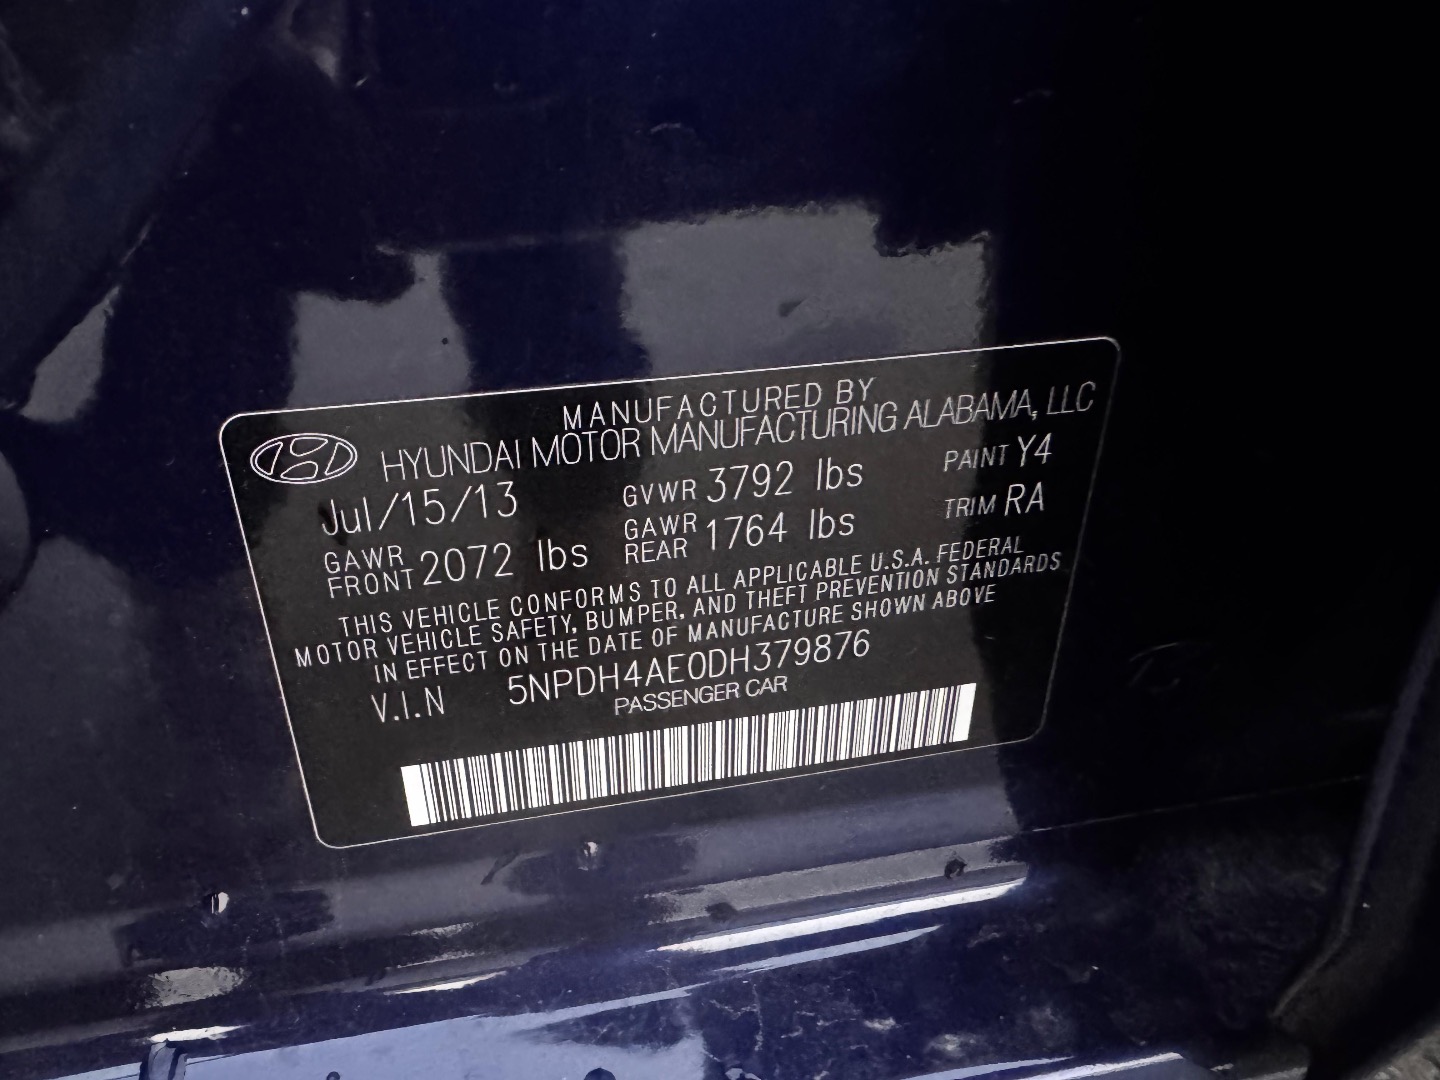 MANUFACTURED BY
HYUNDAI MOTOR MANUFACTURING ALABAMA, LLC
Jul/15/13 GVWR 3792 lbs PAINT Y4
GAWR FRONT 2072 lbs GAWR REAR 1764 lbs TRIM RA
THIS VEHICLE CONFORMS TO ALL APPLICABLE U.S.A. FEDERAL
MOTOR VEHICLE SAFETY, BUMPER, AND THEFT PREVENTION STANDARDS
IN EFFECT ON THE DATE OF MANUFACTURE SHOWN ABOVE
V.I.N 5NPDH4AE0DH379876
PASSENGER CAR